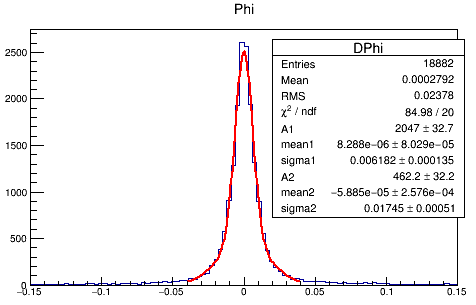 Phi
DPhi
Entries 18882
Mean 0.0002792
RMS 0.02378
χ² / ndf 84.98 / 20
A1 2047 ± 32.7
mean1 8.288e−06 ± 8.029e−05
sigma1 0.006182 ± 0.000135
A2 462.2 ± 32.2
mean2 −5.885e−05 ± 2.576e−04
sigma2 0.01745 ± 0.00051
2500
2000
1500
1000
500
0
−0.15 −0.1 −0.05 0 0.05 0.1 0.15